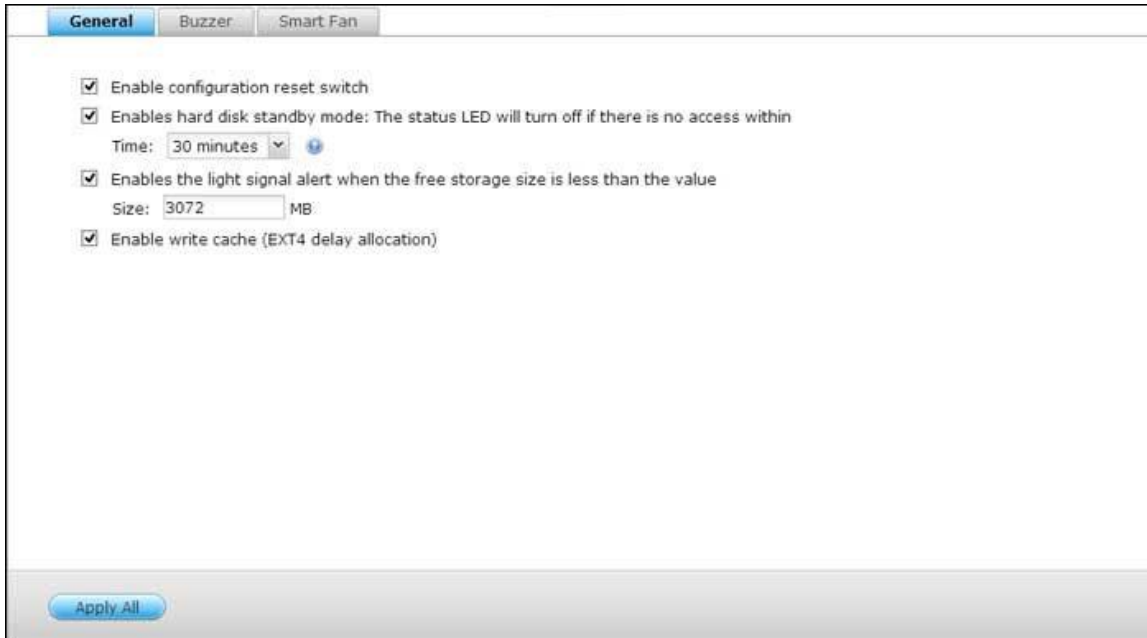 General Buzzer Smart Fan
Enable configuration reset switch
Enables hard disk standby mode: The status LED will turn off if there is no access within
Time: 30 minutes
Enables the light signal alert when the free storage size is less than the value
Size: 3072 MB
Enable write cache (EXT4 delay allocation)
Apply All